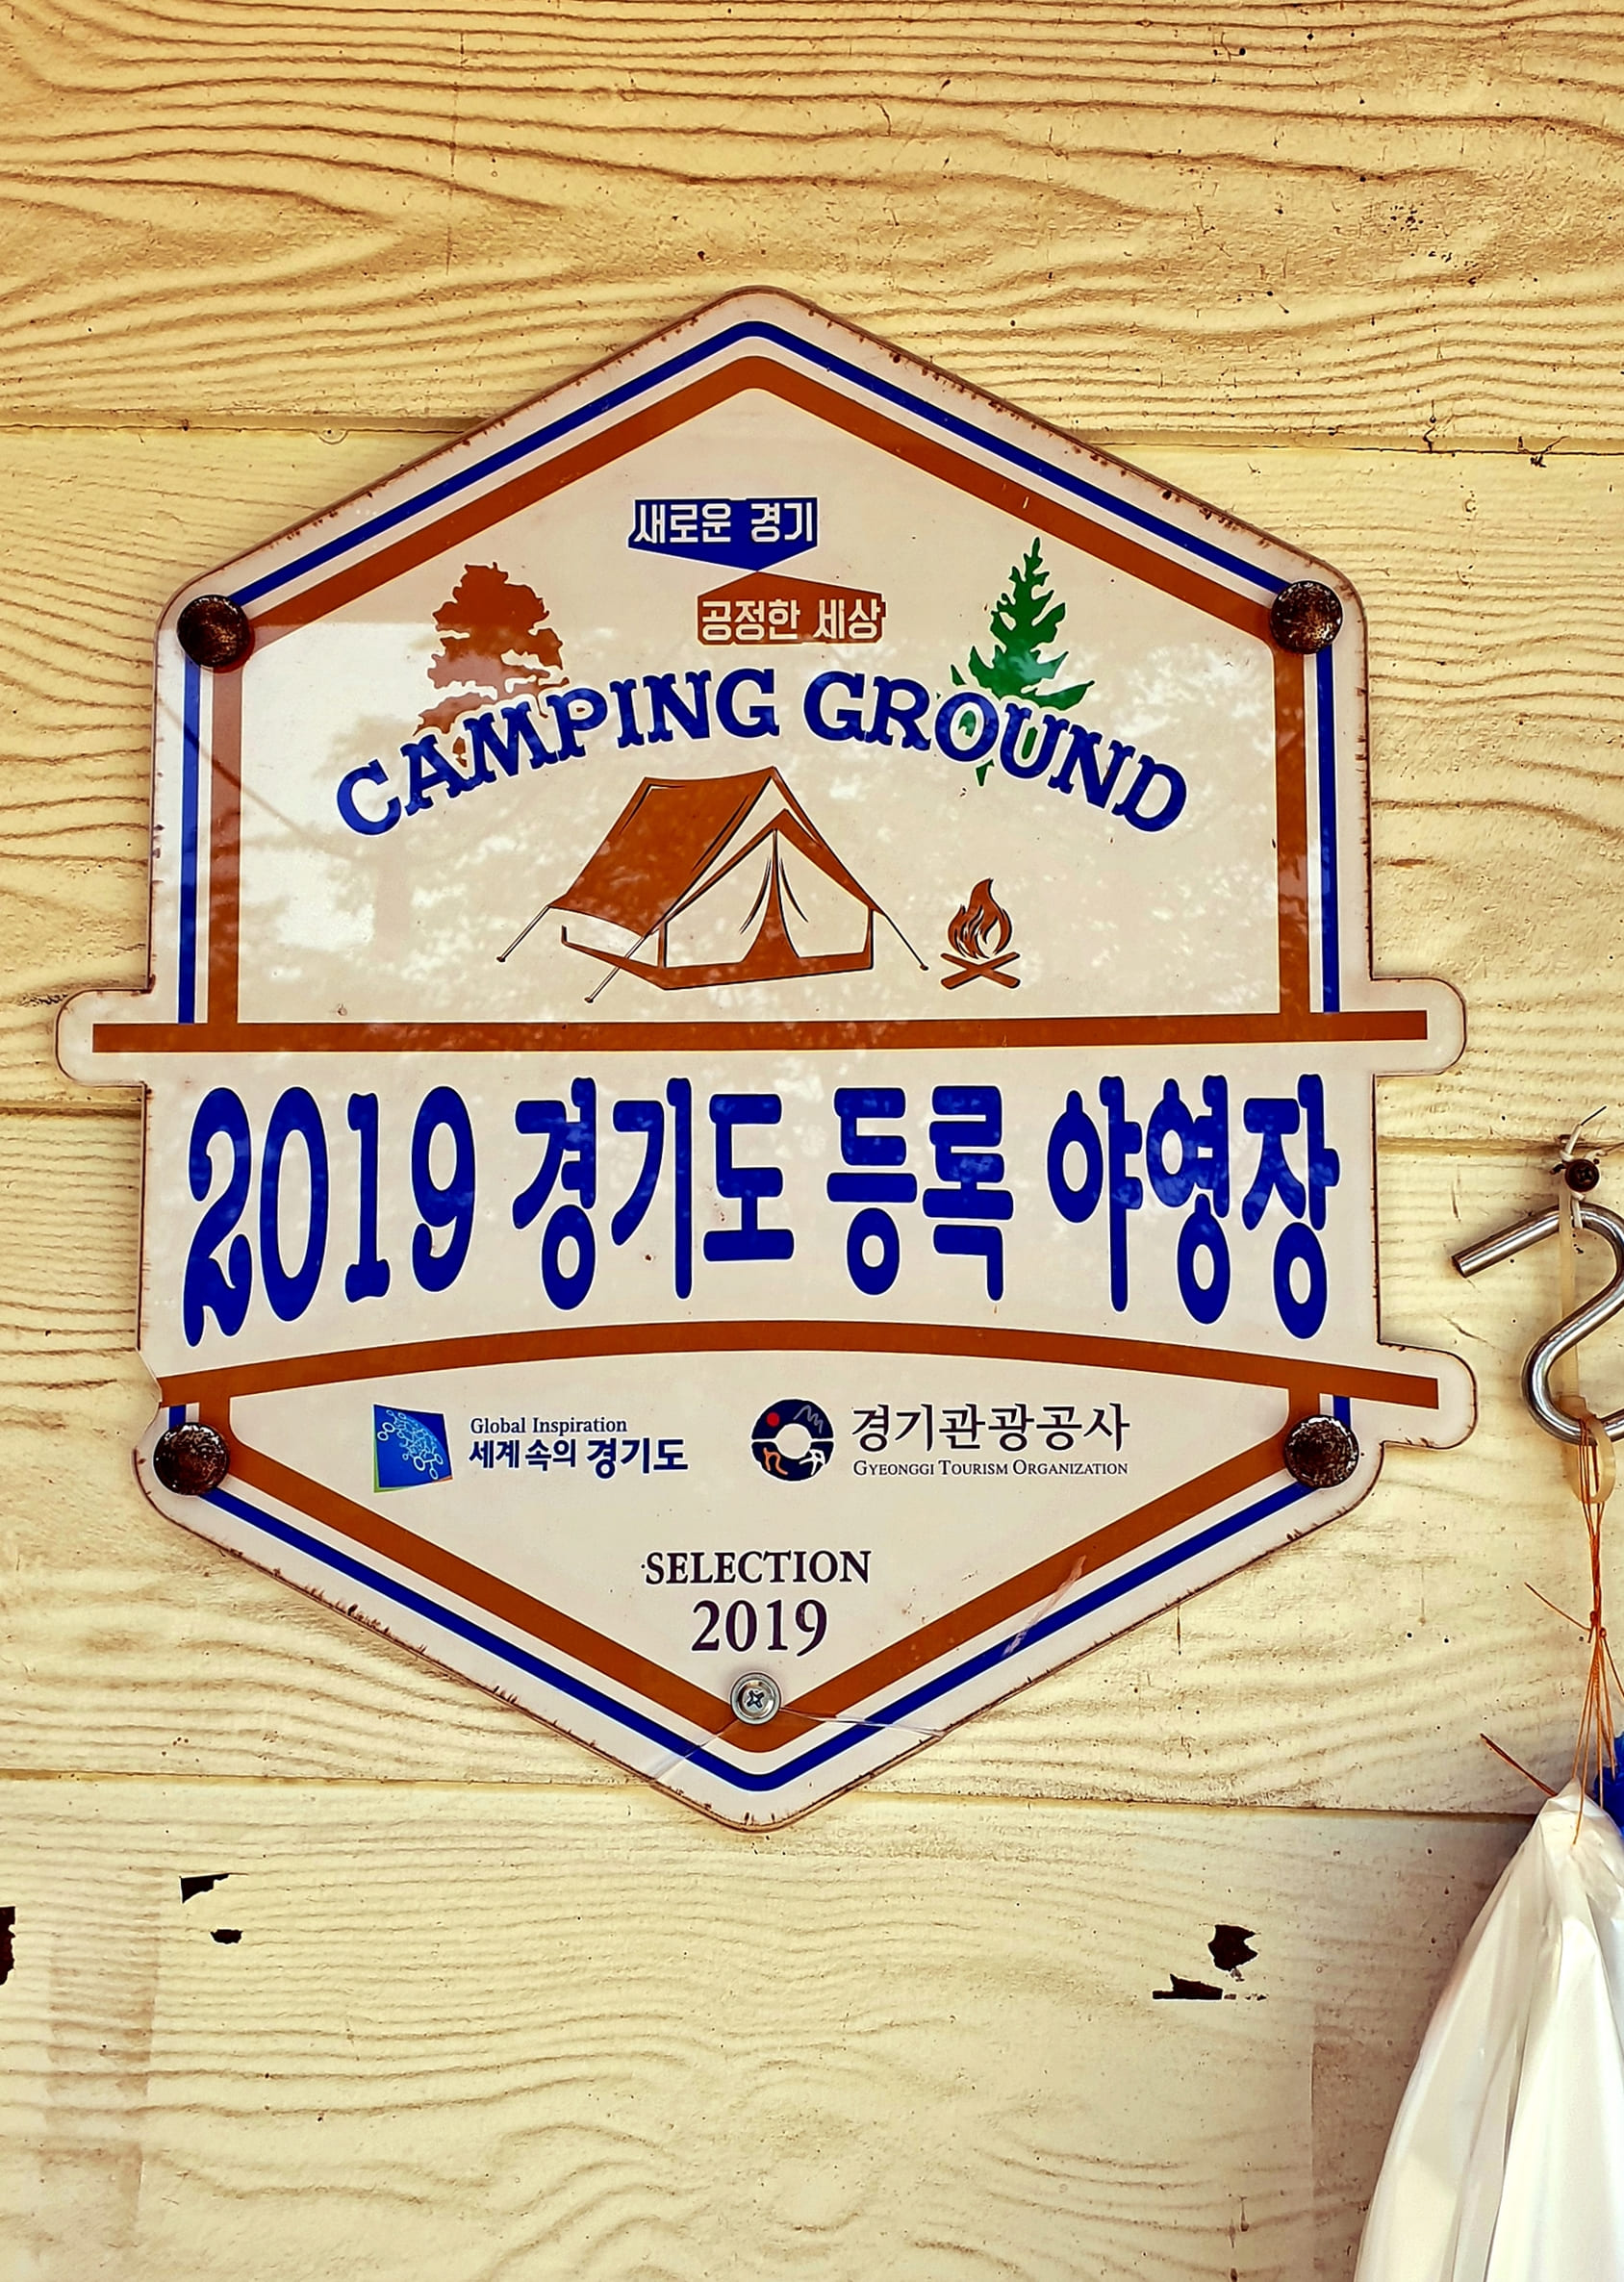 새로운 경기
공정한 세상
CAMPING GROUND
2019 경기도 등록 야영장
Global Inspiration
세계 속의 경기도
경기관광공사
GYEONGGI TOURISM ORGANIZATION
SELECTION
2019